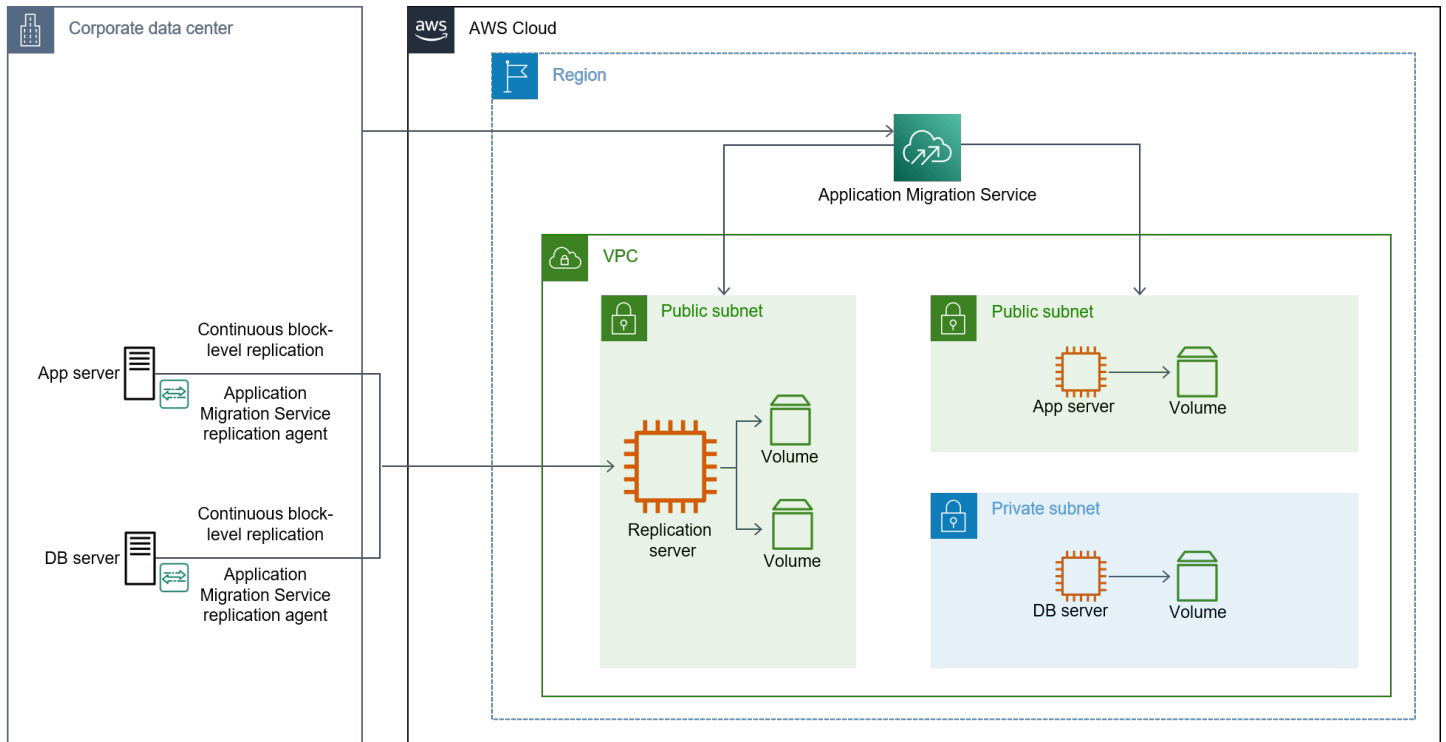 Corporate data center
aws
AWS Cloud
Region
Application Migration Service
VPC
Public subnet
Public subnet
Continuous block-
level replication
App server
Application
Migration Service
replication agent
App server
Volume
Volume
Replication
server
Volume
Private subnet
Continuous block-
level replication
DB server
Application
Migration Service
replication agent
DB server
Volume